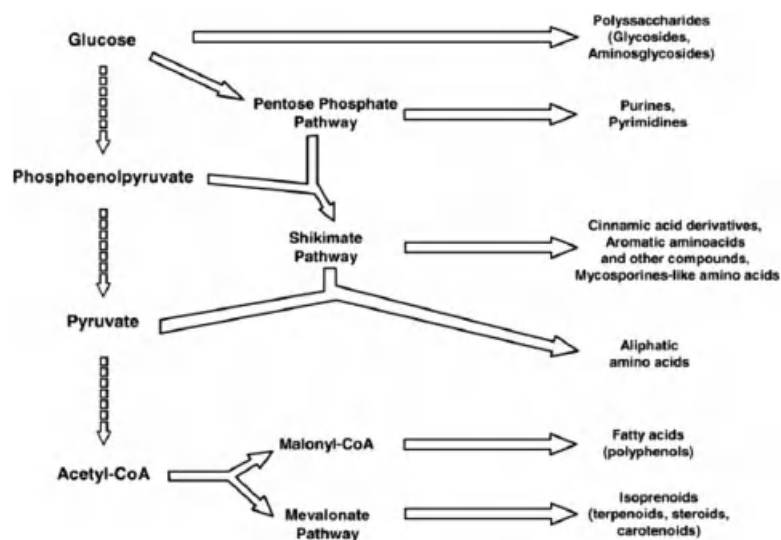 Glucose
Polyssaccharides
(Glycosides,
Aminosglycosides)
Pentose Phosphate
Pathway
Purines,
Pyrimidines
Phosphoenolpyruvate
Shikimate
Pathway
Cinnamic acid derivatives,
Aromatic aminoacids
and other compounds,
Mycosporines-like amino acids
Pyruvate
Aliphatic
amino acids
Acetyl-CoA
Malonyl-CoA
Fatty acids
(polyphenols)
Mevalonate
Pathway
Isoprenoids
(terpenoids, steroids,
carotenoids)